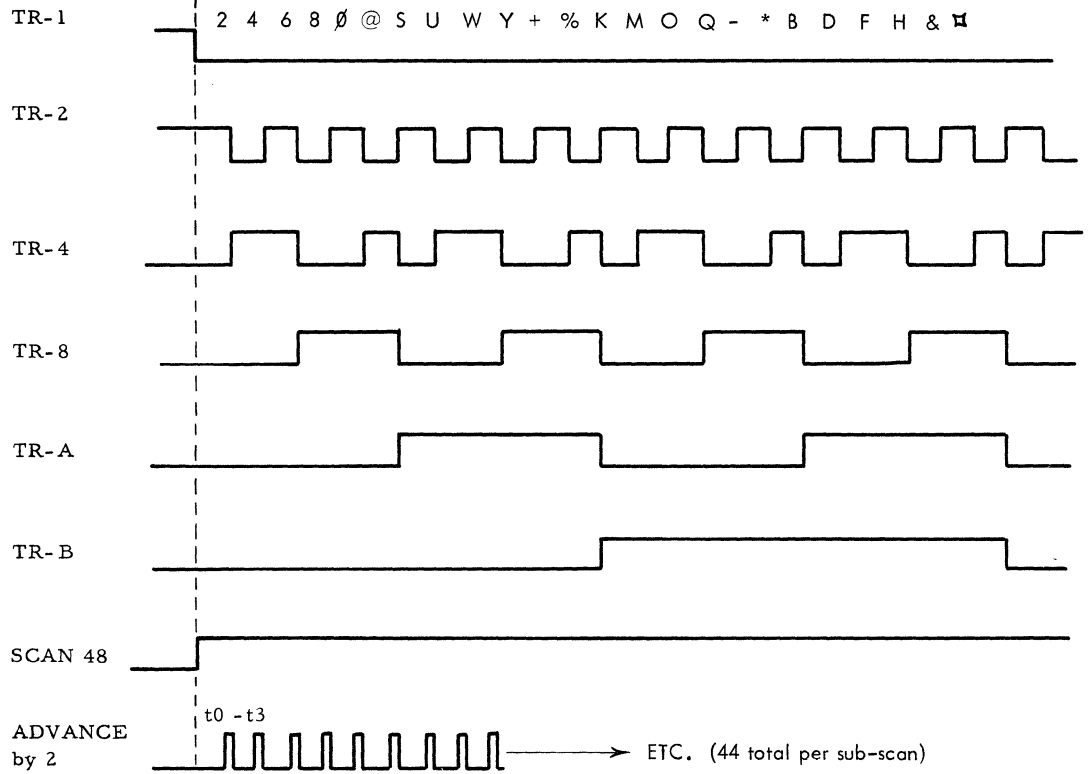 TR-1 2 4 6 8 Ø @ S U W Y + % K M O Q - * B D F H & ¤
TR-2
TR-4
TR-8
TR-A
TR-B
SCAN 48
t0 -t3
ADVANCE
by 2
ETC. (44 total per sub-scan)